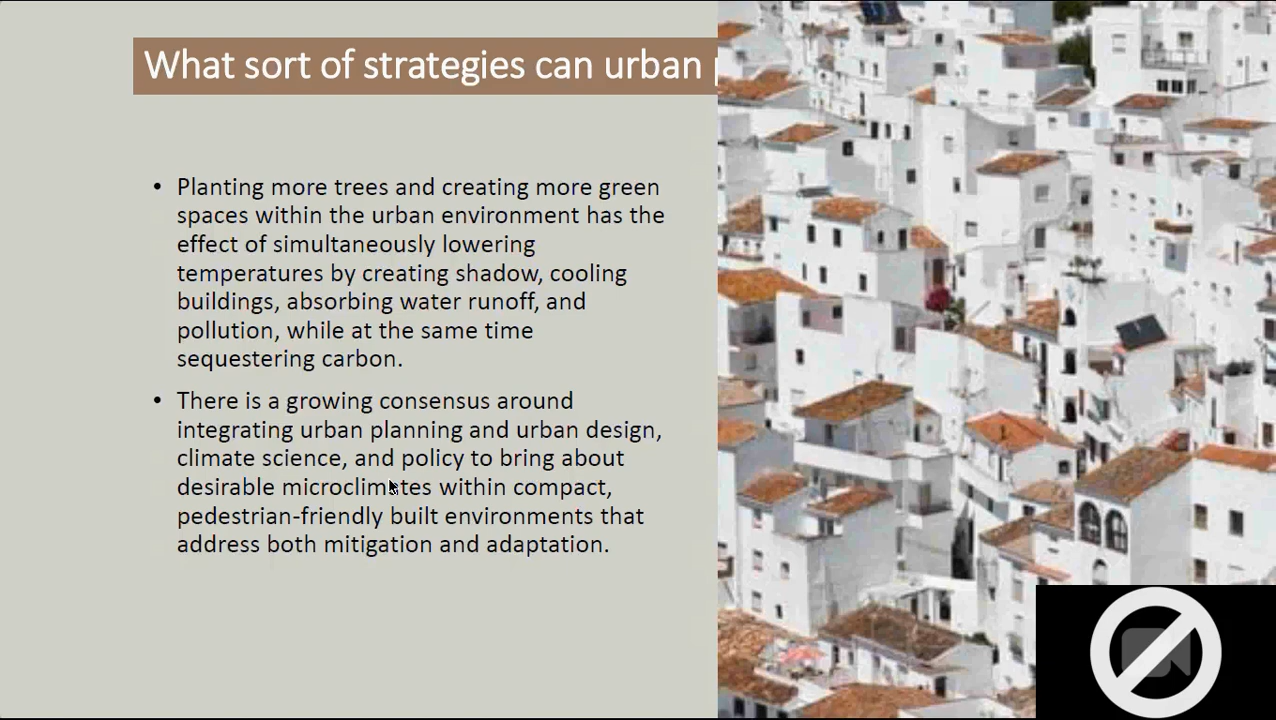 What sort of strategies can urban
• Planting more trees and creating more green
spaces within the urban environment has the
effect of simultaneously lowering
temperatures by creating shadow, cooling
buildings, absorbing water runoff, and
pollution, while at the same time
sequestering carbon.
• There is a growing consensus around
integrating urban planning and urban design,
climate science, and policy to bring about
desirable microclimates within compact,
pedestrian-friendly built environments that
address both mitigation and adaptation.